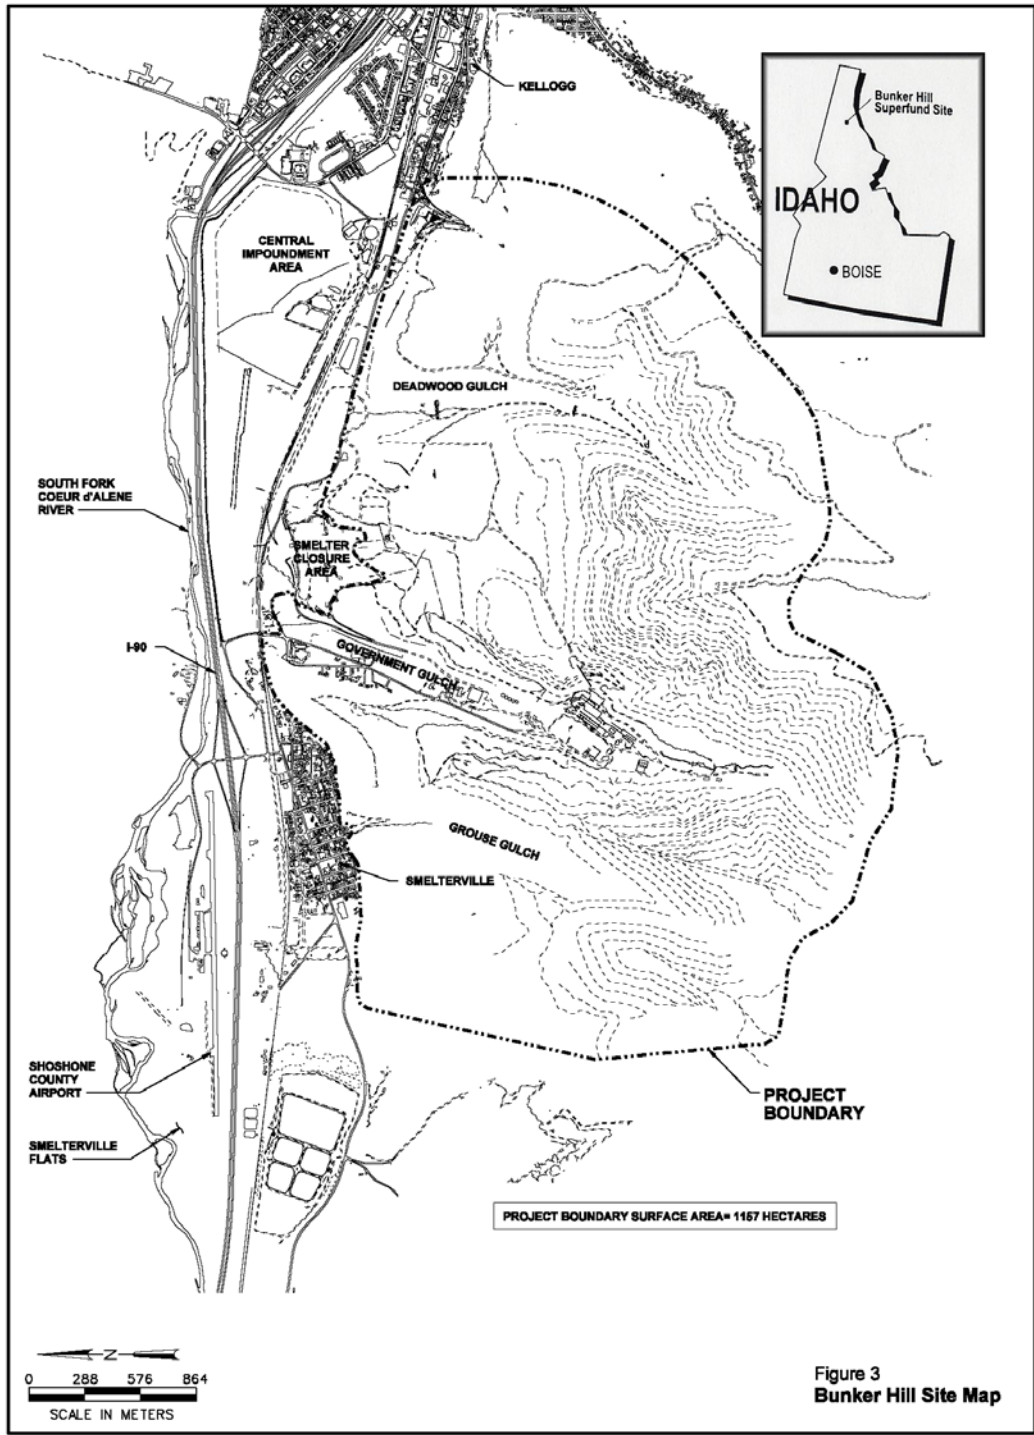 KELLOGG
Bunker Hill
Superfund Site
IDAHO
BOISE
CENTRAL
IMPOUNDMENT
AREA
DEADWOOD GULCH
SOUTH FORK
COEUR d'ALENE
RIVER
SMELTER
CLOSURE
AREA
I-90
GOVERNMENT GULCH
GROUSE GULCH
SMELTERVILLE
SHOSHONE
COUNTY
AIRPORT
PROJECT
BOUNDARY
SMELTERVILLE
FLATS
PROJECT BOUNDARY SURFACE AREA= 1157 HECTARES
N
0 288 576 864
SCALE IN METERS
Figure 3
Bunker Hill Site Map